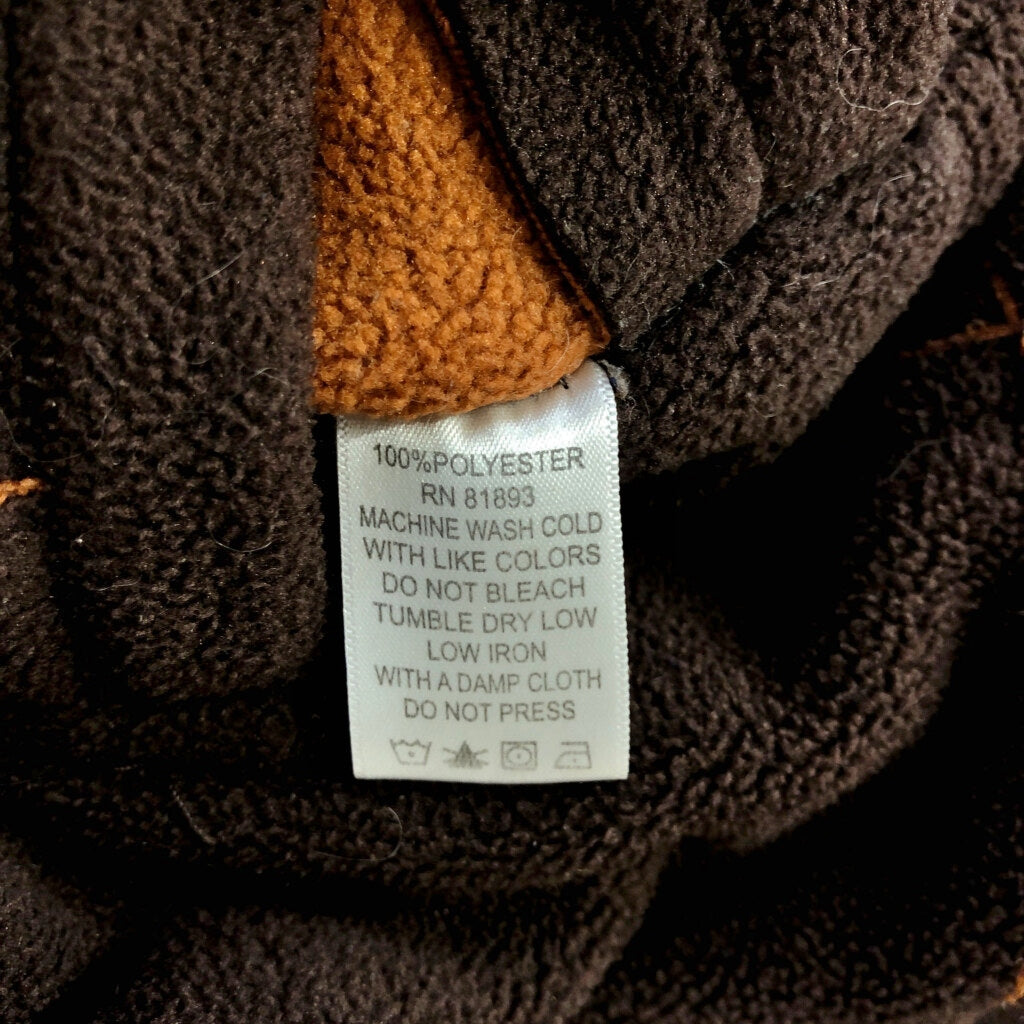 100%POLYESTER
RN 81893
MACHINE WASH COLD
WITH LIKE COLORS
DO NOT BLEACH
TUMBLE DRY LOW
LOW IRON
WITH A DAMP CLOTH
DO NOT PRESS